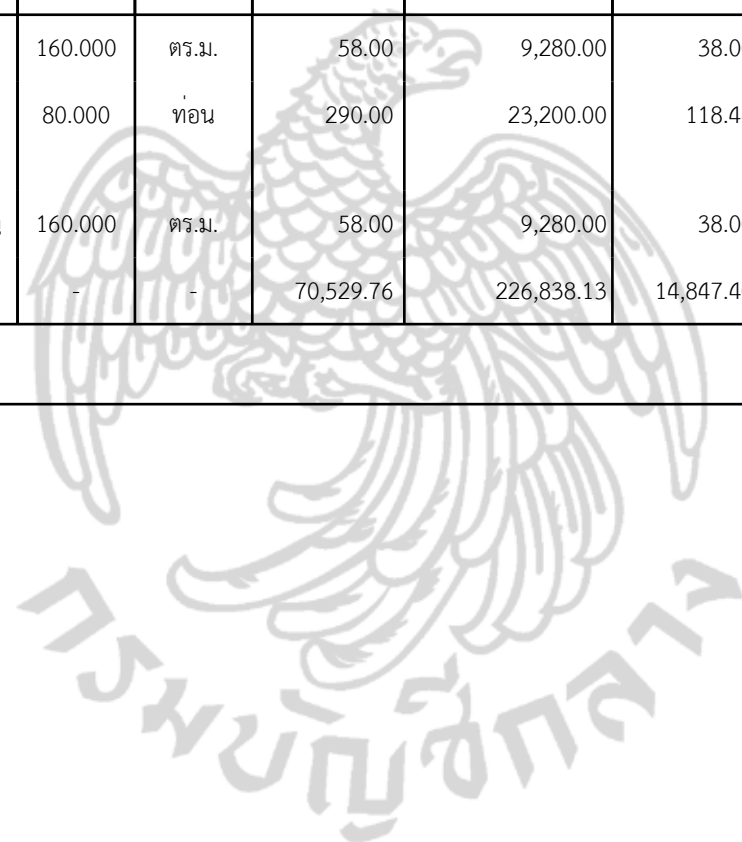 160.000 ตร.ม. 58.00 9,280.00 38.0
80.000 ท่อน 290.00 23,200.00 118.4
160.000 ตร.ม. 58.00 9,280.00 38.0
- - 70,529.76 226,838.13 14,847.4
กรมบัญชีกลาง